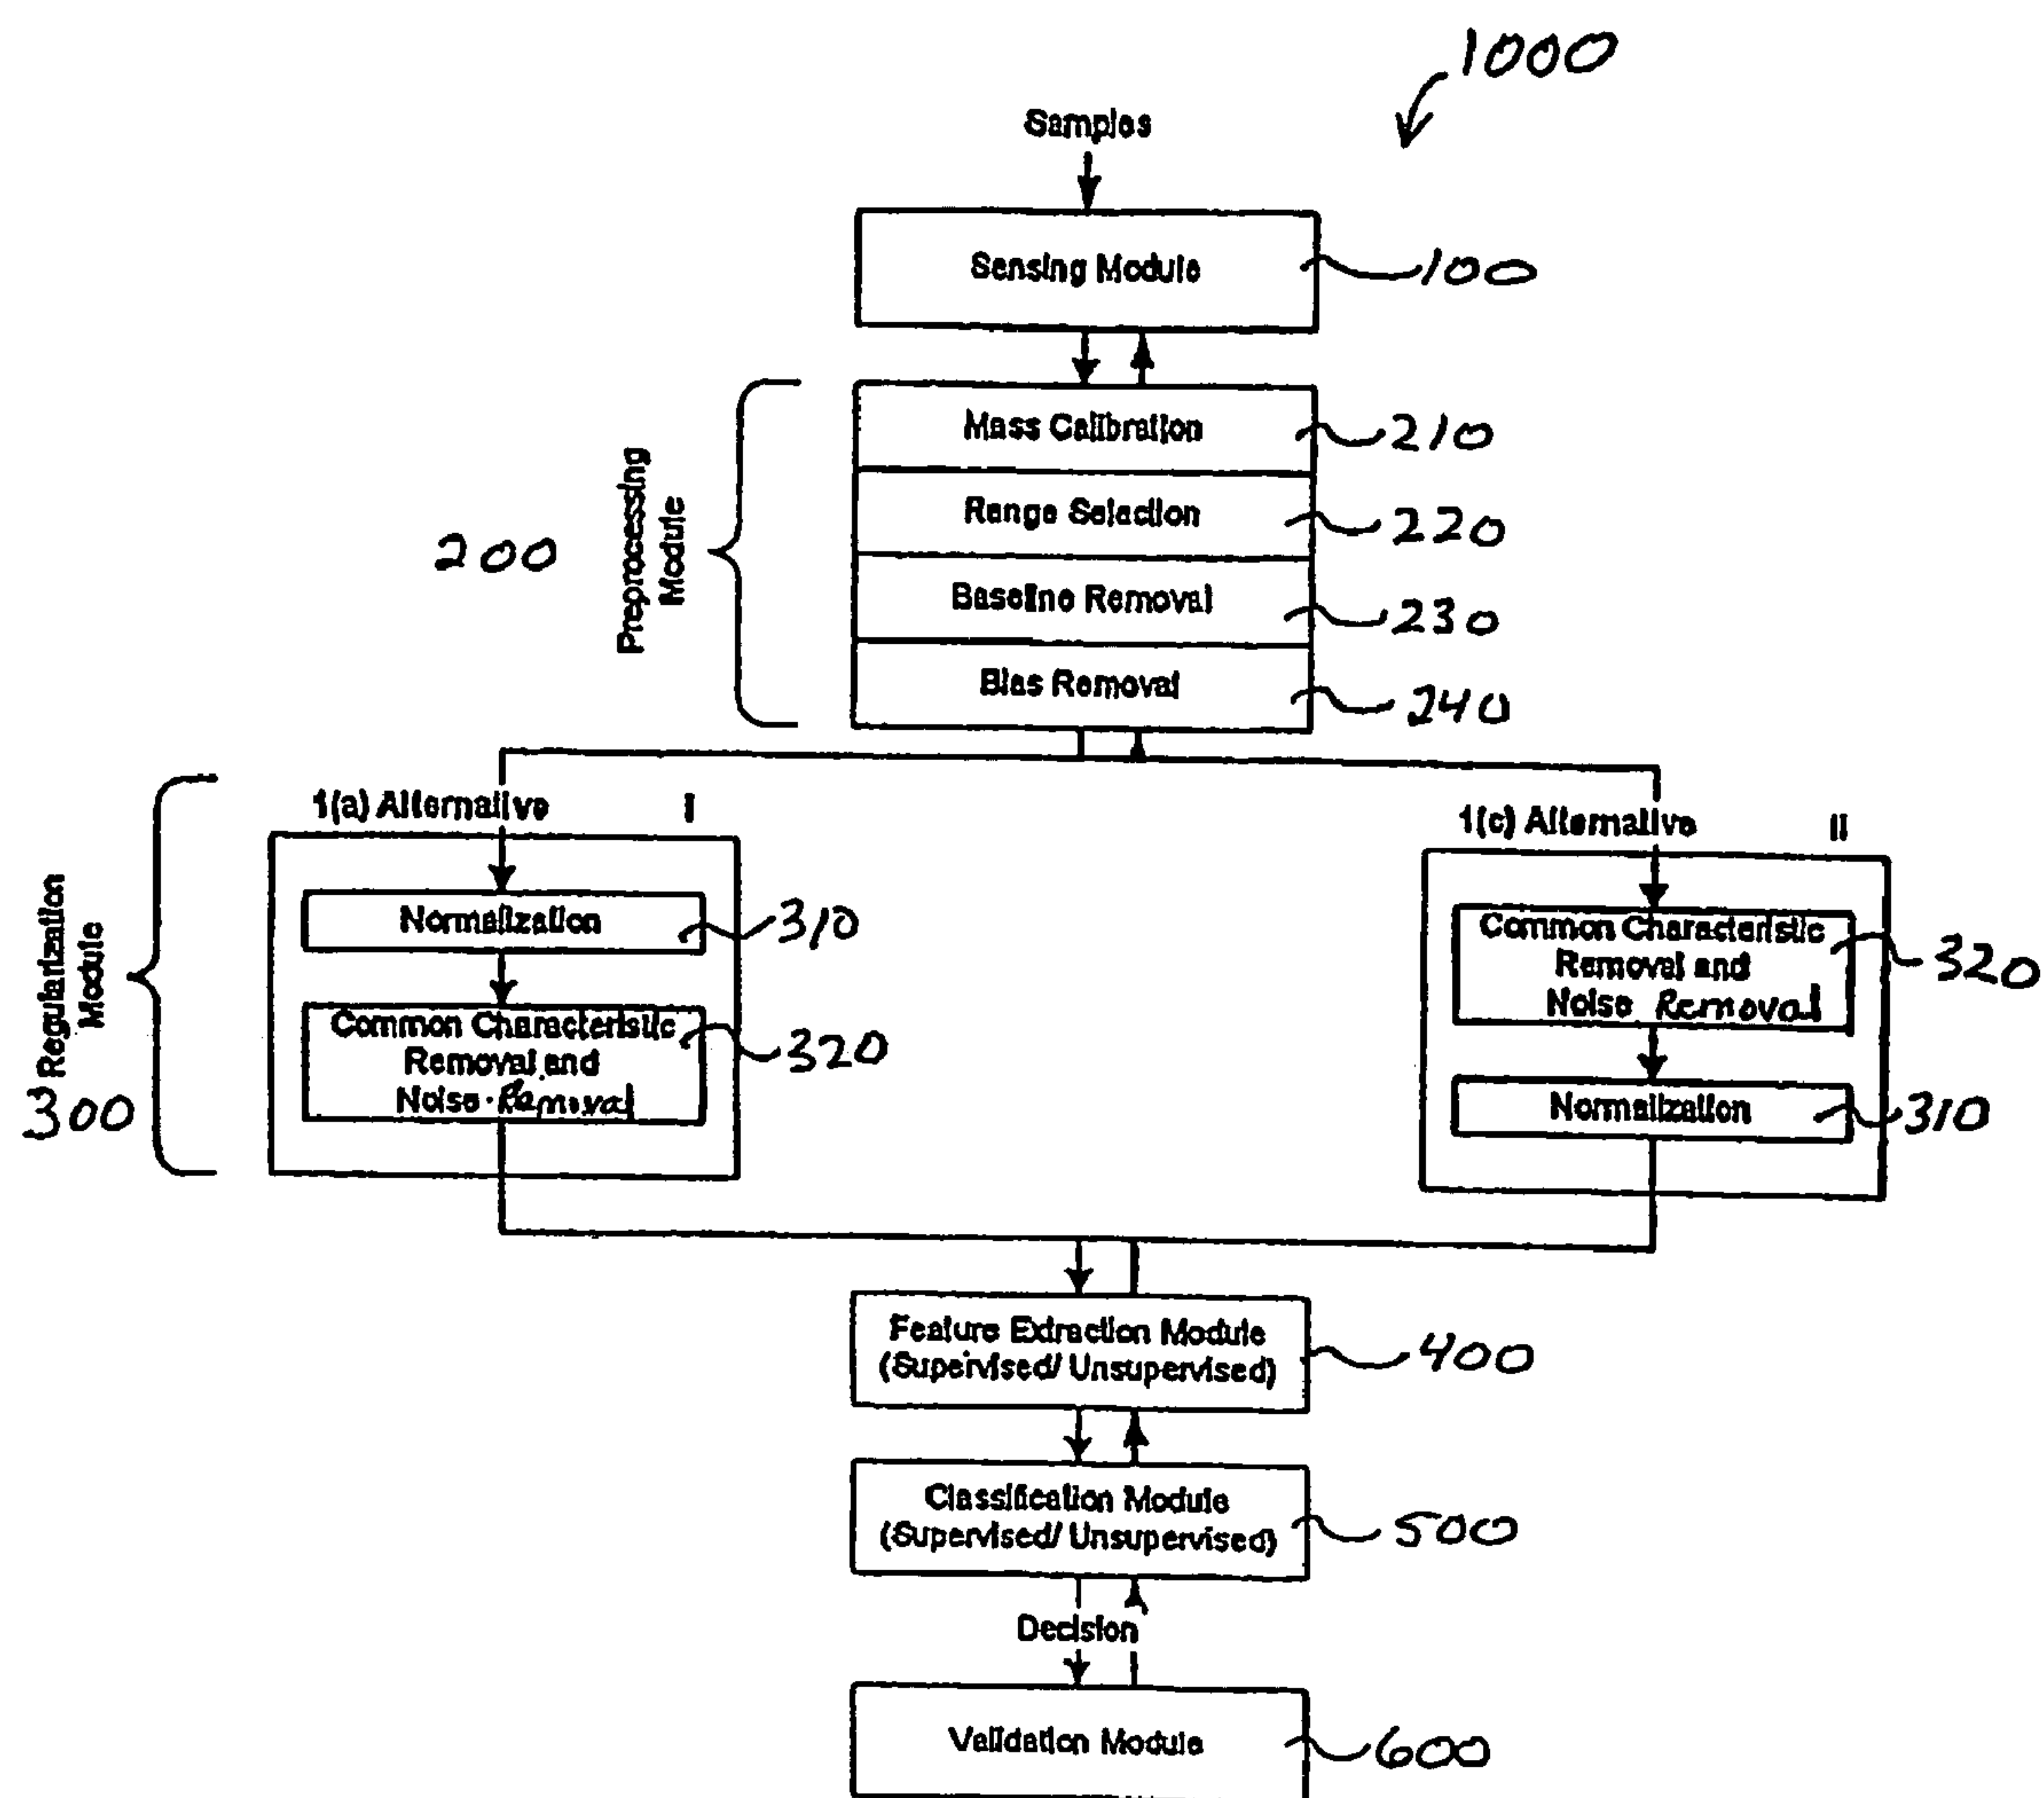 1000
Samples
Sensing Module
100
Mass Calibration
210
Range Selection
220
Baseline Removal
230
Bias Removal
240
200
Preprocessing
Module
1(a) Alternative I
Normalization
310
Common Characteristic
Removal and
Noise Removal
320
Regularization
Module
300
1(c) Alternative II
Common Characteristic
Removal and
Noise Removal
320
Normalization
310
Feature Extraction Module
(Supervised/ Unsupervised)
400
Classification Module
(Supervised/ Unsupervised)
500
Decision
Validation Module
600